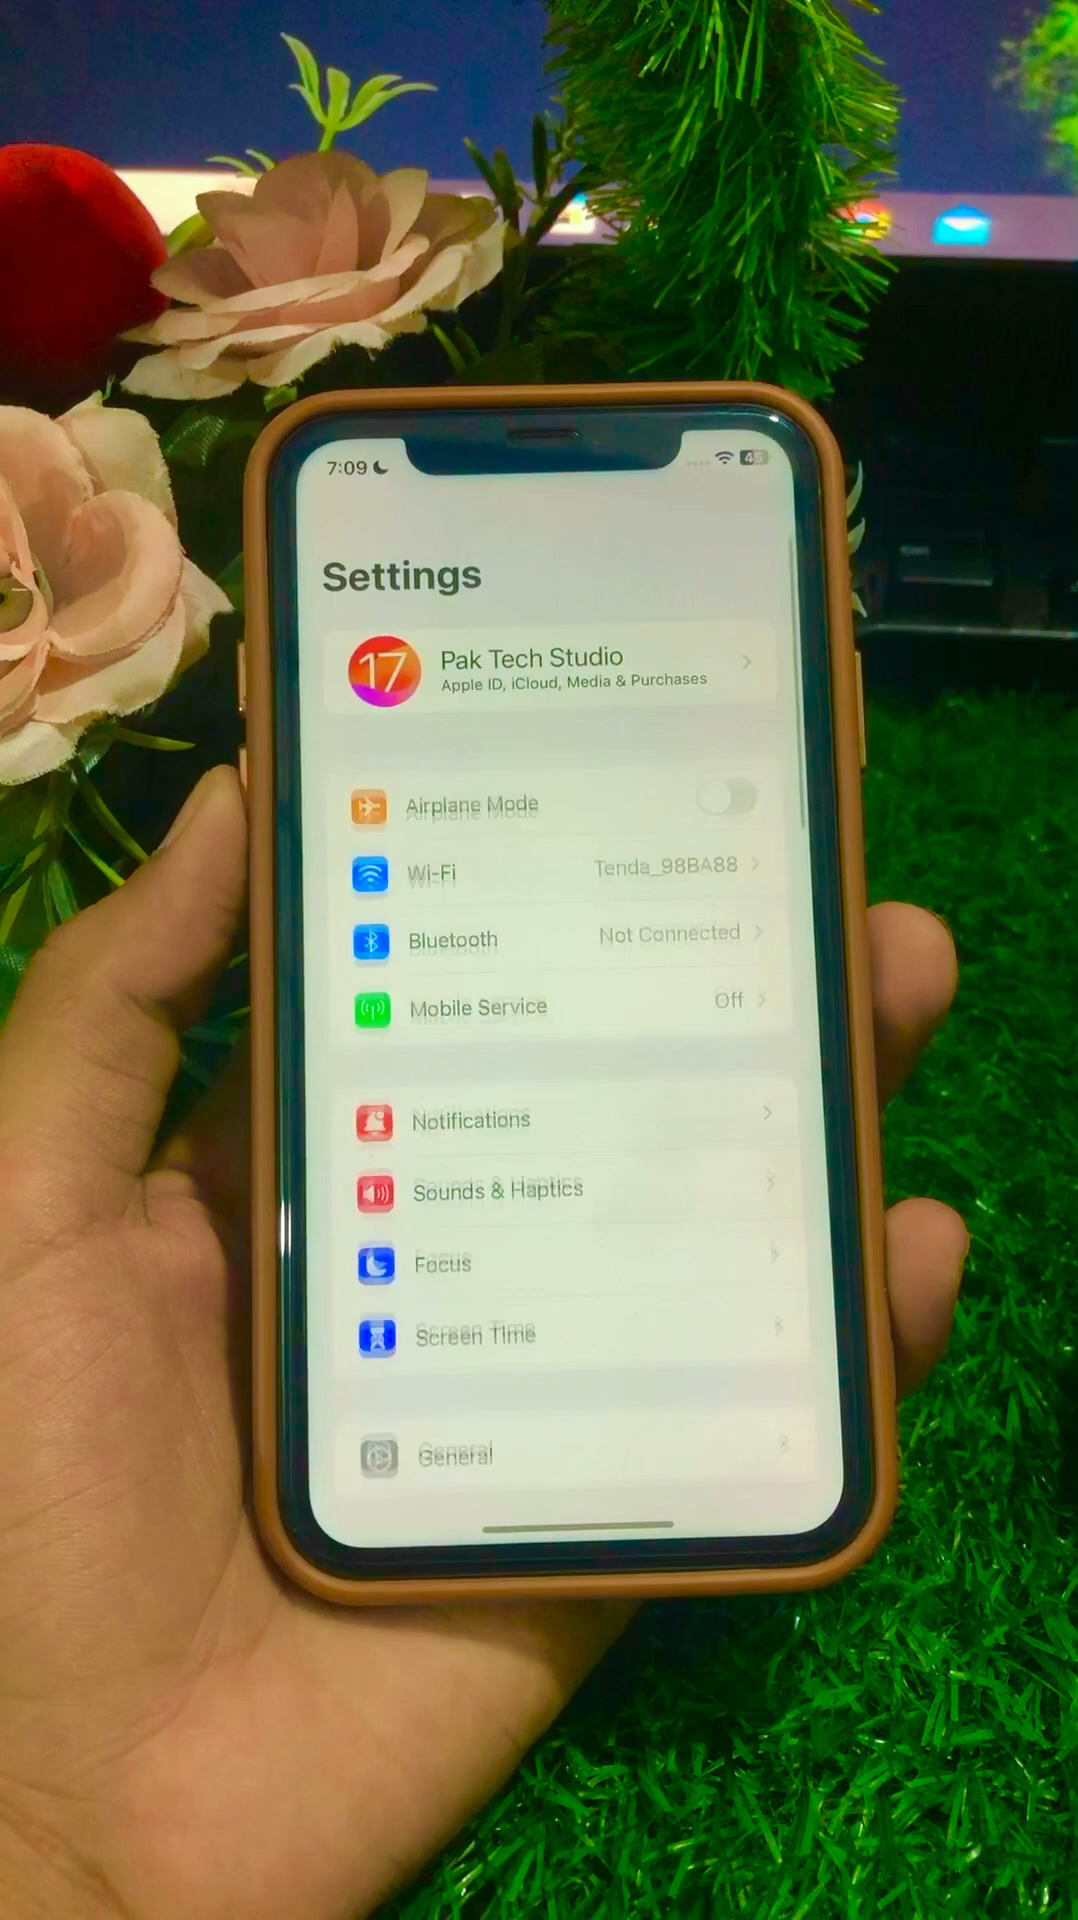 7:09
45
Settings
17
Pak Tech Studio
Apple ID, iCloud, Media & Purchases
Airplane Mode
Wi-Fi Tenda_98BA88
Bluetooth Not Connected
Mobile Service Off
Notifications
Sounds & Haptics
Focus
Screen Time
General